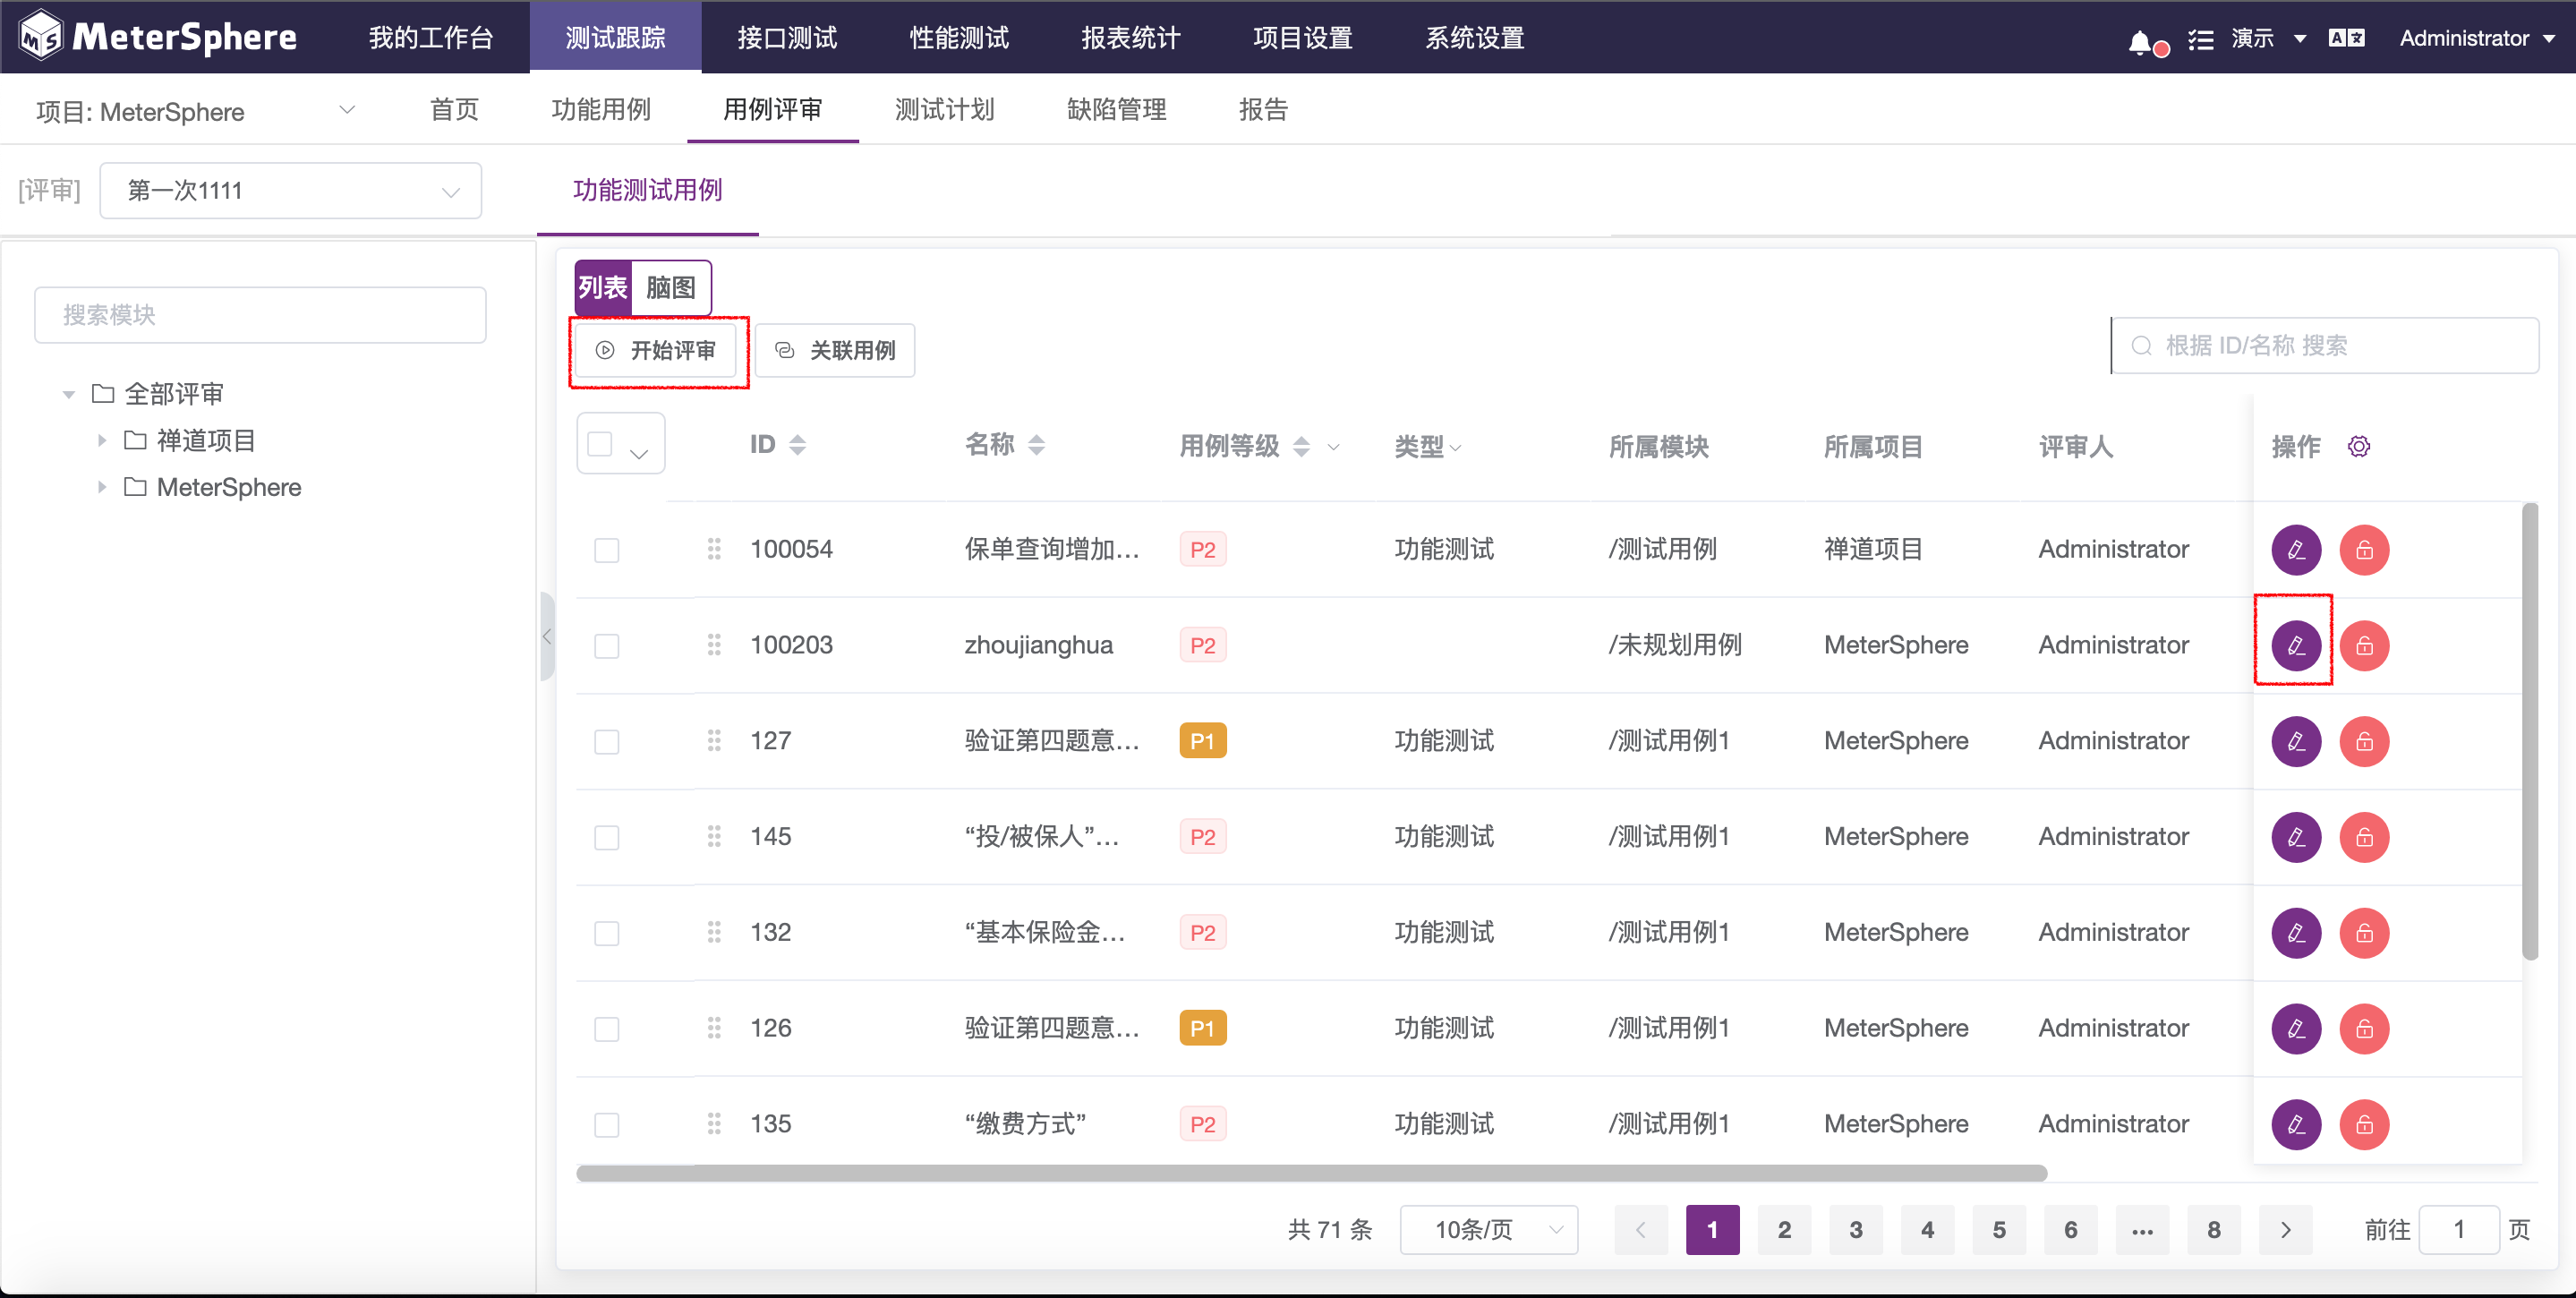 MeterSphere 我的工作台 测试跟踪 接口测试 性能测试 报表统计 项目设置 系统设置 演示 Administrator
项目: MeterSphere 首页 功能用例 用例评审 测试计划 缺陷管理 报告
[评审] 第一次1111 功能测试用例
搜索模块
全部评审
禅道项目
MeterSphere
列表 脑图
开始评审 关联用例 根据 ID/名称 搜索
ID 名称 用例等级 类型 所属模块 所属项目 评审人 操作
100054 保单查询增加... P2 功能测试 /测试用例 禅道项目 Administrator
100203 zhoujianghua P2 /未规划用例 MeterSphere Administrator
127 验证第四题意... P1 功能测试 /测试用例1 MeterSphere Administrator
145 “投/被保人”... P2 功能测试 /测试用例1 MeterSphere Administrator
132 “基本保险金... P2 功能测试 /测试用例1 MeterSphere Administrator
126 验证第四题意... P1 功能测试 /测试用例1 MeterSphere Administrator
135 “缴费方式” P2 功能测试 /测试用例1 MeterSphere Administrator
共 71 条 10条/页 1 2 3 4 5 6 ... 8 前往 1 页